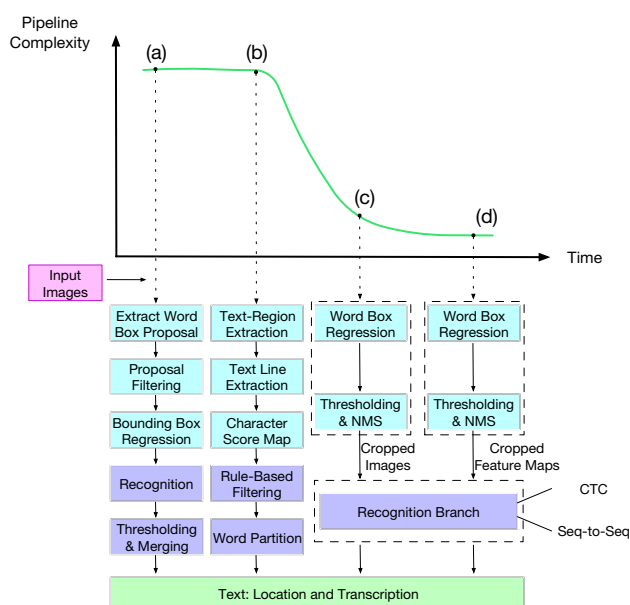 Pipeline
Complexity
(a)
(b)
(c)
(d)
Time
Input
Images
Extract Word
Box Proposal
Text-Region
Extraction
Word Box
Regression
Word Box
Regression
Proposal
Filtering
Text Line
Extraction
Thresholding
& NMS
Thresholding
& NMS
Bounding Box
Regression
Character
Score Map
Cropped
Images
Cropped
Feature Maps
Recognition
Rule-Based
Filtering
Recognition Branch
CTC
Seq-to-Seq
Thresholding
& Merging
Word Partition
Text: Location and Transcription